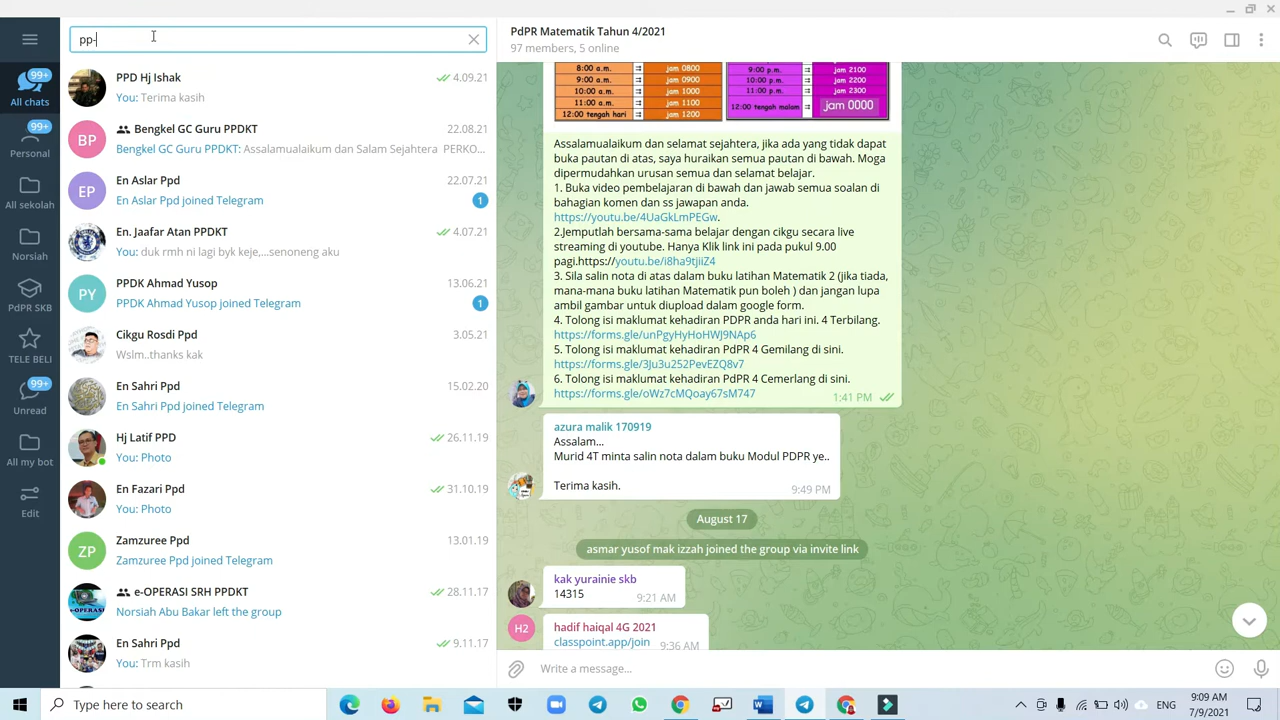 pp-
99+
All chats
99+
Personal
All sekolah
Norsiah
PdPR SKB
TELE BELI
99+
Unread
All my bot
Edit
PPD Hj Ishak
4.09.21
You: Terima kasih
BP
Bengkel GC Guru PPDKT
22.08.21
Bengkel GC Guru PPDKT: Assalamualaikum dan Salam Sejahtera PERKO...
EP
En Aslar Ppd
22.07.21
En Aslar Ppd joined Telegram
1
En. Jaafar Atan PPDKT
4.07.21
You: duk rmh ni lagi byk keje,...senoneng aku
PY
PPDK Ahmad Yusop
13.06.21
PPDK Ahmad Yusop joined Telegram
1
Cikgu Rosdi Ppd
3.05.21
Wslm..thanks kak
En Sahri Ppd
15.02.20
En Sahri Ppd joined Telegram
Hj Latif PPD
26.11.19
You: Photo
En Fazari Ppd
31.10.19
You: Photo
ZP
Zamzuree Ppd
13.01.19
Zamzuree Ppd joined Telegram
e-OPERASI SRH PPDKT
28.11.17
Norsiah Abu Bakar left the group
En Sahri Ppd
9.11.17
You: Trm kasih
PdPR Matematik Tahun 4/2021
97 members, 5 online
8:00 a.m. jam 0800 9:00 p.m. jam 2100
9:00 a.m. jam 0900 10:00 p.m. jam 2200
10:00 a.m. jam 1000 11:00 p.m. jam 2300
11:00 a.m. jam 1100 12:00 tengah malam jam 0000
12:00 tengah hari jam 1200
Assalamualaikum dan selamat sejahtera, jika ada yang tidak dapat
buka pautan di atas, saya huraikan semua pautan di bawah. Moga
dipermudahkan urusan semua dan selamat belajar.
1. Buka video pembelajaran di bawah dan jawab semua soalan di
bahagian komen dan ss jawapan anda.
https://youtu.be/4UaGkLmPEGw.
2.Jemputlah bersama-sama belajar dengan cikgu secara live
streaming di youtube. Hanya Klik link ini pada pukul 9.00
pagi.https://youtu.be/i8ha9tjiiZ4
3. Sila salin nota di atas dalam buku latihan Matematik 2 (jika tiada,
mana-mana buku latihan Matematik pun boleh ) dan jangan lupa
ambil gambar untuk diupload dalam google form.
4. Tolong isi maklumat kehadiran PDPR anda hari ini. 4 Terbilang.
https://forms.gle/unPgyHyHoHWJ9NAp6
5. Tolong isi maklumat kehadiran PdPR 4 Gemilang di sini.
https://forms.gle/3Ju3u252PevEZQ8v7
6. Tolong isi maklumat kehadiran PdPR 4 Cemerlang di sini.
https://forms.gle/oWz7cMQoay67sM747
1:41 PM
azura malik 170919
Assalam...
Murid 4T minta salin nota dalam buku Modul PDPR ye..
Terima kasih.
9:49 PM
August 17
asmar yusof mak izzah joined the group via invite link
kak yurainie skb
14315
9:21 AM
H2
hadif haiqal 4G 2021
classpoint.app/join
9:36 AM
Write a message...
Type here to search
ENG
9:09 AM
7/9/2021